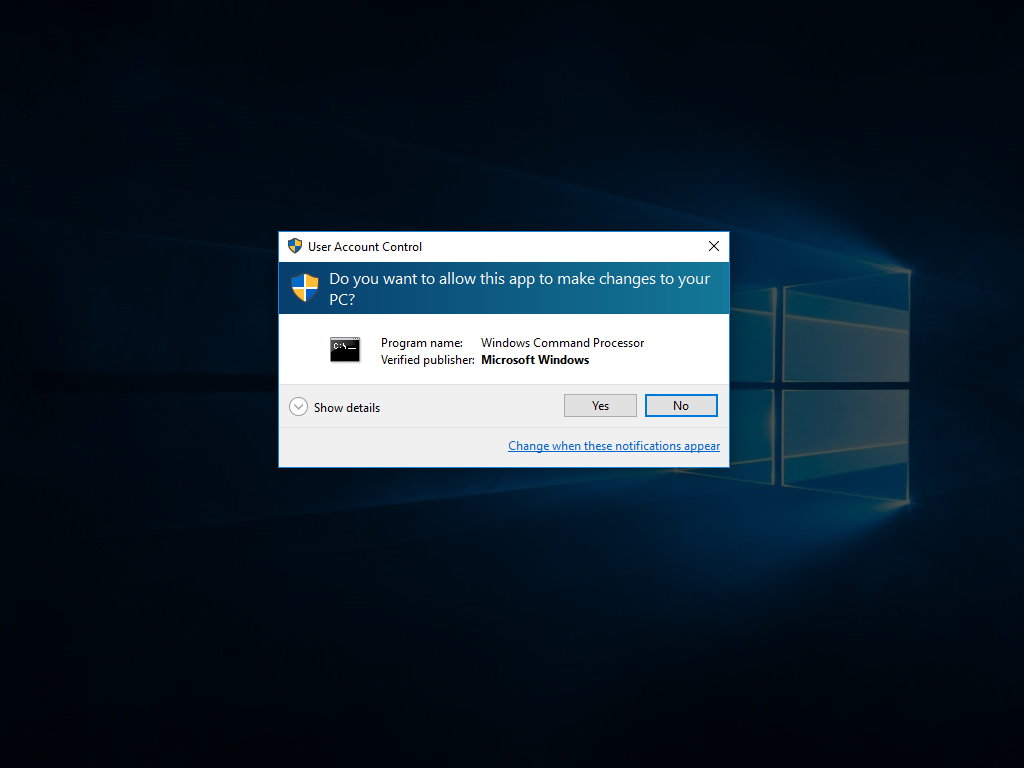 User Account Control
Do you want to allow this app to make changes to your
PC?
C:\_
Program name: Windows Command Processor
Verified publisher: Microsoft Windows
Show details
Yes
No
Change when these notifications appear